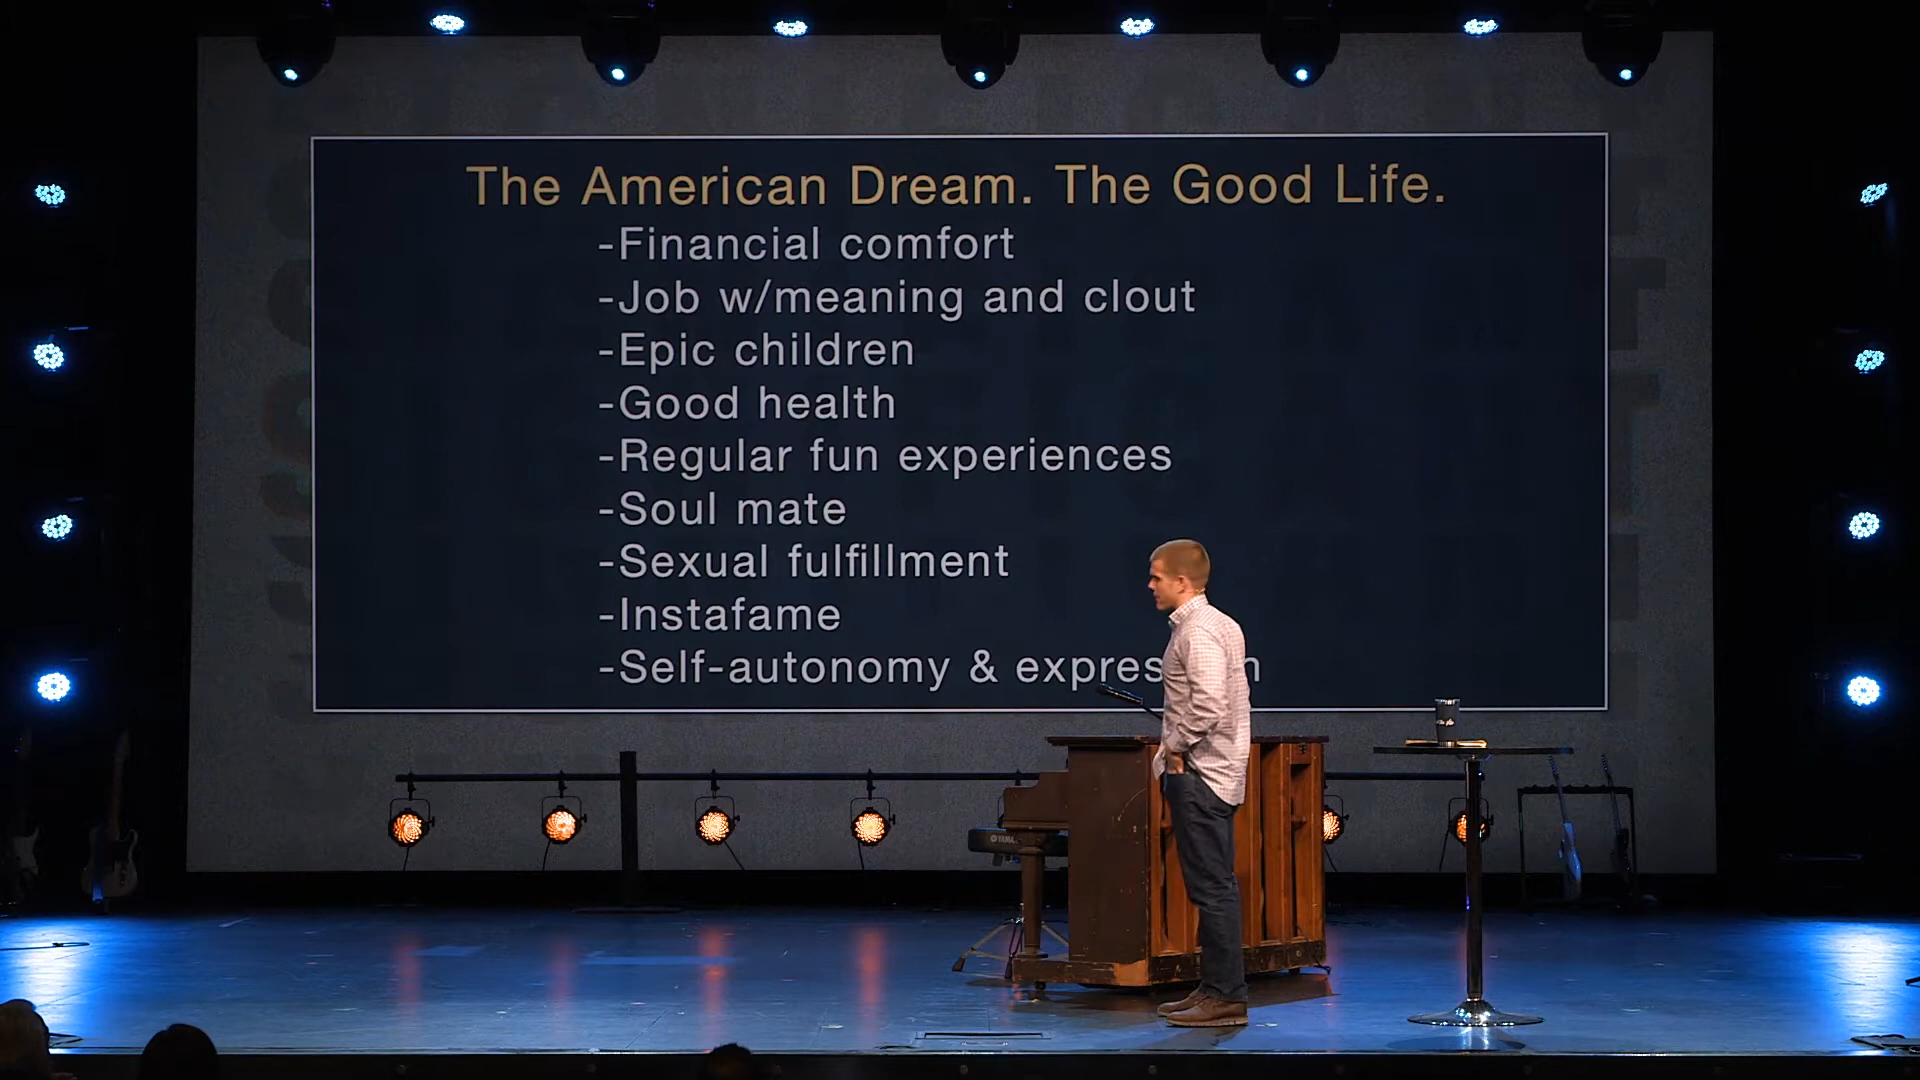 The American Dream. The Good Life.
-Financial comfort
-Job w/meaning and clout
-Epic children
-Good health
-Regular fun experiences
-Soul mate
-Sexual fulfillment
-Instafame
-Self-autonomy &
YAMAHA